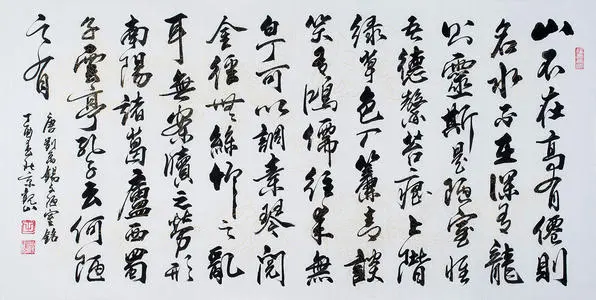 山不在高有僊則
名水不在深有龍
則靈斯是陋室惟
吾德馨苔痕上階
綠草色入簾青談
笑有鴻儒往來無
白丁可以調素琴閱
金經無絲竹之亂
耳無案牘之勞形
南陽諸葛廬西蜀
子雲亭孔子云何陋
之有
唐劉禹錫文陋室銘
丁酉春於京